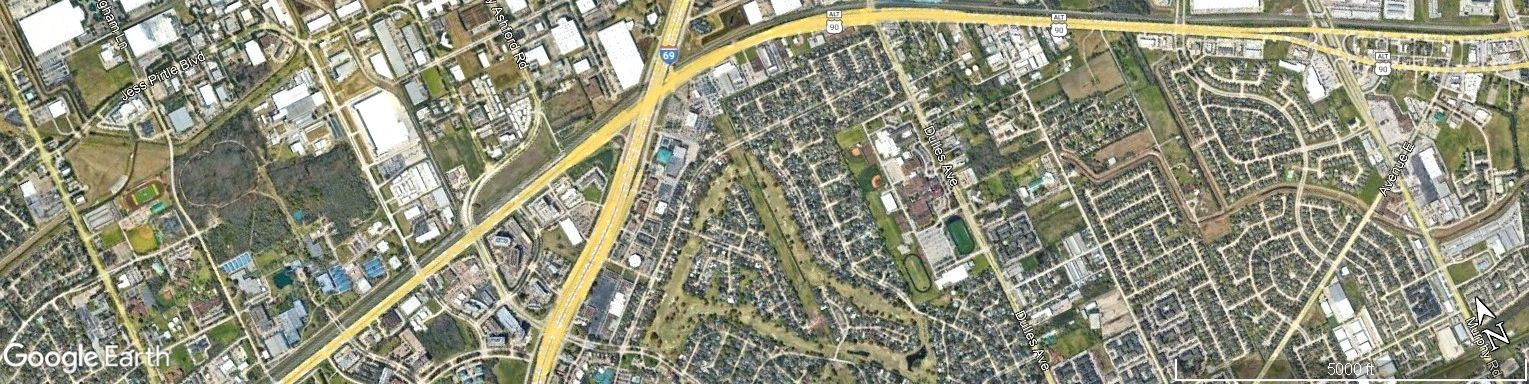 ALT
90
ALT
90
69
ALT
90
Jess Pirtle Blvd
Ashford Rd
Dulles Ave
Avenue E
Dulles Ave
Murphy Rd
N
Google Earth
5000 ft